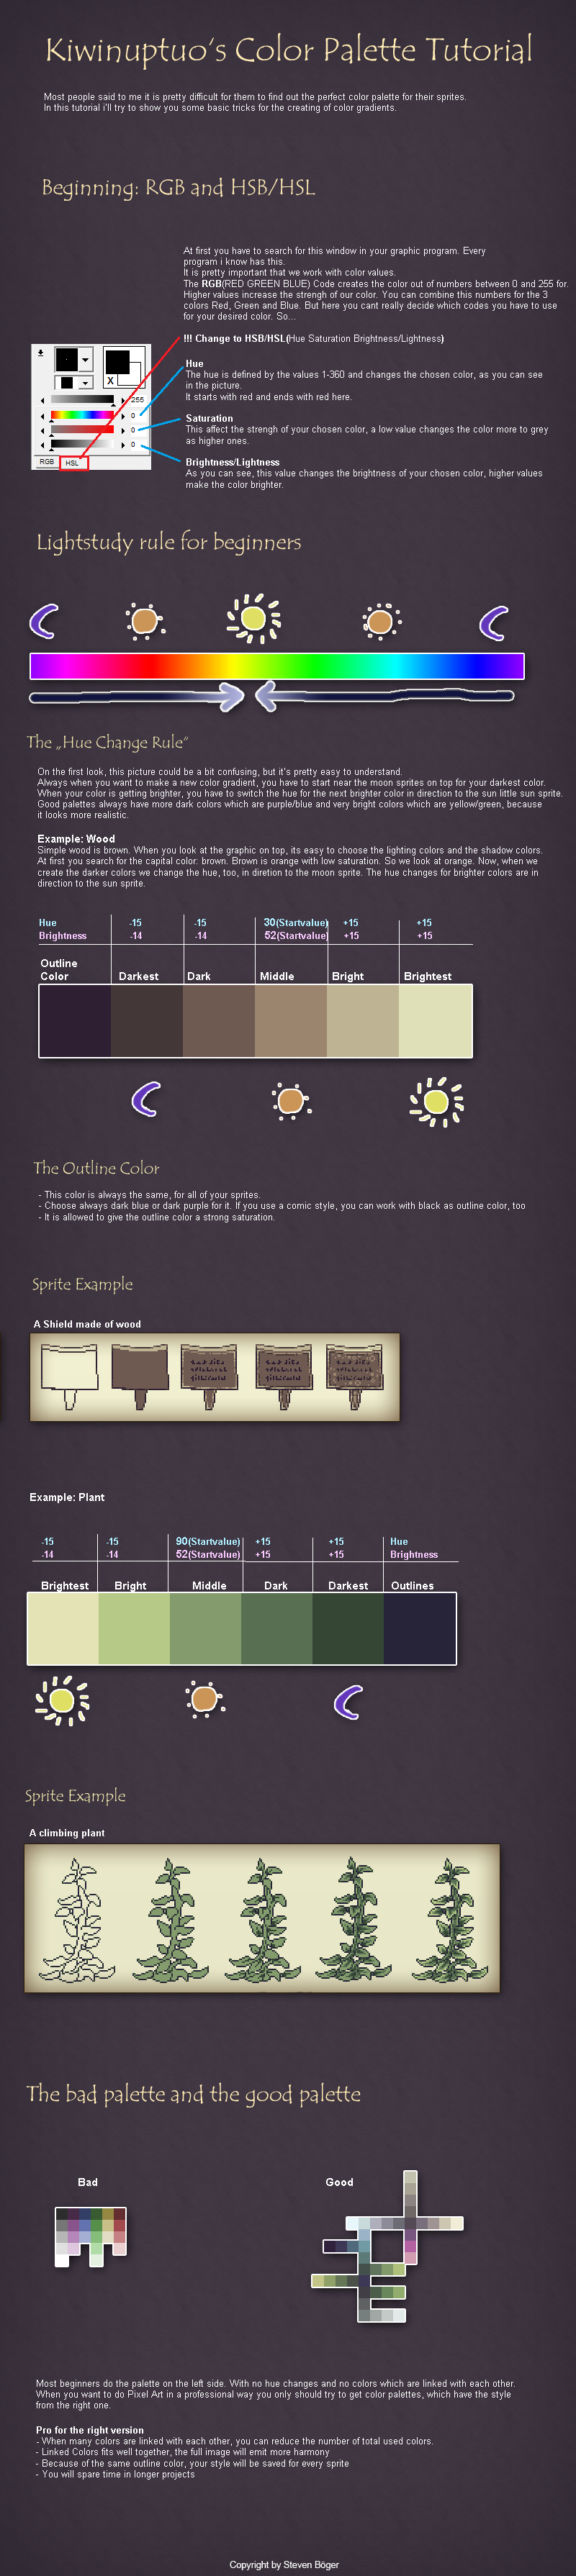 Kiwinuptuo's Color Palette Tutorial
Most people said to me it is pretty difficult for them to find out the perfect color palette for their sprites.
In this tutorial i'll try to show you some basic tricks for the creating of color gradients.
Beginning: RGB and HSB/HSL
At first you have to search for this window in your graphic program. Every
program i know has this.
It is pretty important that we work with color values.
The RGB(RED GREEN BLUE) Code creates the color out of numbers between 0 and 255 for.
Higher values increase the strengh of our color. You can combine this numbers for the 3
colors Red, Green and Blue. But here you cant really decide which codes you have to use
for your desired color. So...
!!! Change to HSB/HSL(Hue Saturation Brightness/Lightness)
Hue
The hue is defined by the values 1-360 and changes the chosen color, as you can see
in the picture.
It starts with red and ends with red here.
Saturation
This affect the strengh of your chosen color, a low value changes the color more to grey
as higher ones.
Brightness/Lightness
As you can see, this value changes the brightness of your chosen color, higher values
make the color brighter.
X
255
0
0
0
RGB HSL
Lightstudy rule for beginners
The „Hue Change Rule"
On the first look, this picture could be a bit confusing, but it's pretty easy to understand.
Always when you want to make a new color gradient, you have to start near the moon sprites on top for your darkest color.
When your color is getting brighter, you have to switch the hue for the next brighter color in direction to the sun little sun sprite.
Good palettes always have more dark colors which are purple/blue and very bright colors which are yellow/green, because
it looks more realistic.
Example: Wood
Simple wood is brown. When you look at the graphic on top, its easy to choose the lighting colors and the shadow colors.
At first you search for the capital color: brown. Brown is orange with low saturation. So we look at orange. Now, when we
create the darker colors we change the hue, too, in diretion to the moon sprite. The hue changes for brighter colors are in
direction to the sun sprite.
Hue -15 -15 30(Startvalue) +15 +15
Brightness -14 -14 52(Startvalue) +15 +15
Outline
Color Darkest Dark Middle Bright Brightest
The Outline Color
- This color is always the same, for all of your sprites.
- Choose always dark blue or dark purple for it. If you use a comic style, you can work with black as outline color, too
- It is allowed to give the outline color a strong saturation.
Sprite Example
A Shield made of wood
Example: Plant
-15 -15 90(Startvalue) +15 +15 Hue
-14 -14 52(Startvalue) +15 +15 Brightness
Brightest Bright Middle Dark Darkest Outlines
Sprite Example
A climbing plant
The bad palette and the good palette
Bad Good
Most beginners do the palette on the left side. With no hue changes and no colors which are linked with each other.
When you want to do Pixel Art in a professional way you only should try to get color palettes, which have the style
from the right one.
Pro for the right version
- When many colors are linked with each other, you can reduce the number of total used colors.
- Linked Colors fits well together, the full image will emit more harmony
- Because of the same outline color, your style will be saved for every sprite
- You will spare time in longer projects
Copyright by Steven Böger